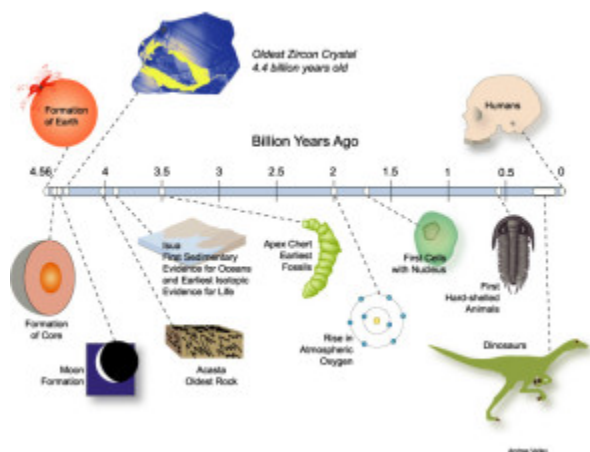 Oldest Zircon Crystal
4.4 billion years old
Formation
of Earth
Humans
Billion Years Ago
4.56 4 3.5 3 2.5 2 1.5 1 0.5 0
Isua
First Sedimentary
Evidence for Oceans
and Earliest Isotopic
Evidence for Life
Apex Chert
Earliest
Fossils
First Cells
with Nucleus
First
Hard-shelled
Animals
Formation
of Core
Rise in
Atmospheric
Oxygen
Dinosaurs
Moon
Formation
Acasta
Oldest Rock